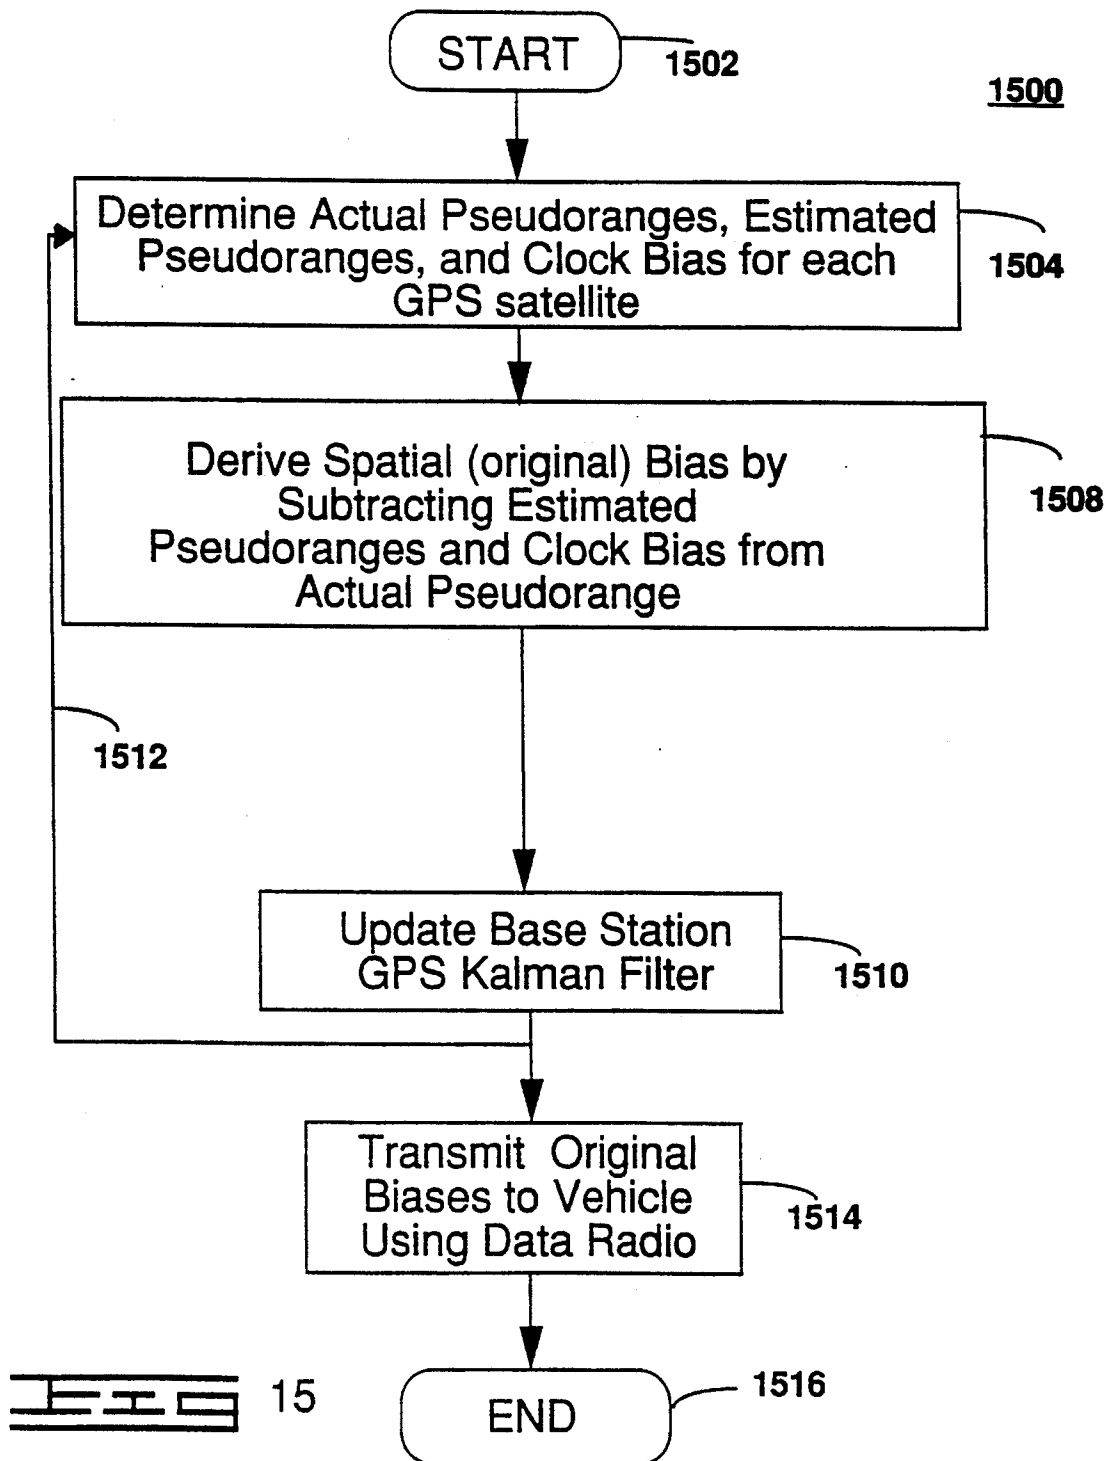 START
1502
1500
Determine Actual Pseudoranges, Estimated
Pseudoranges, and Clock Bias for each
GPS satellite
1504
Derive Spatial (original) Bias by
Subtracting Estimated
Pseudoranges and Clock Bias from
Actual Pseudorange
1508
1512
Update Base Station
GPS Kalman Filter
1510
Transmit Original
Biases to Vehicle
Using Data Radio
1514
FIG 15
END
1516